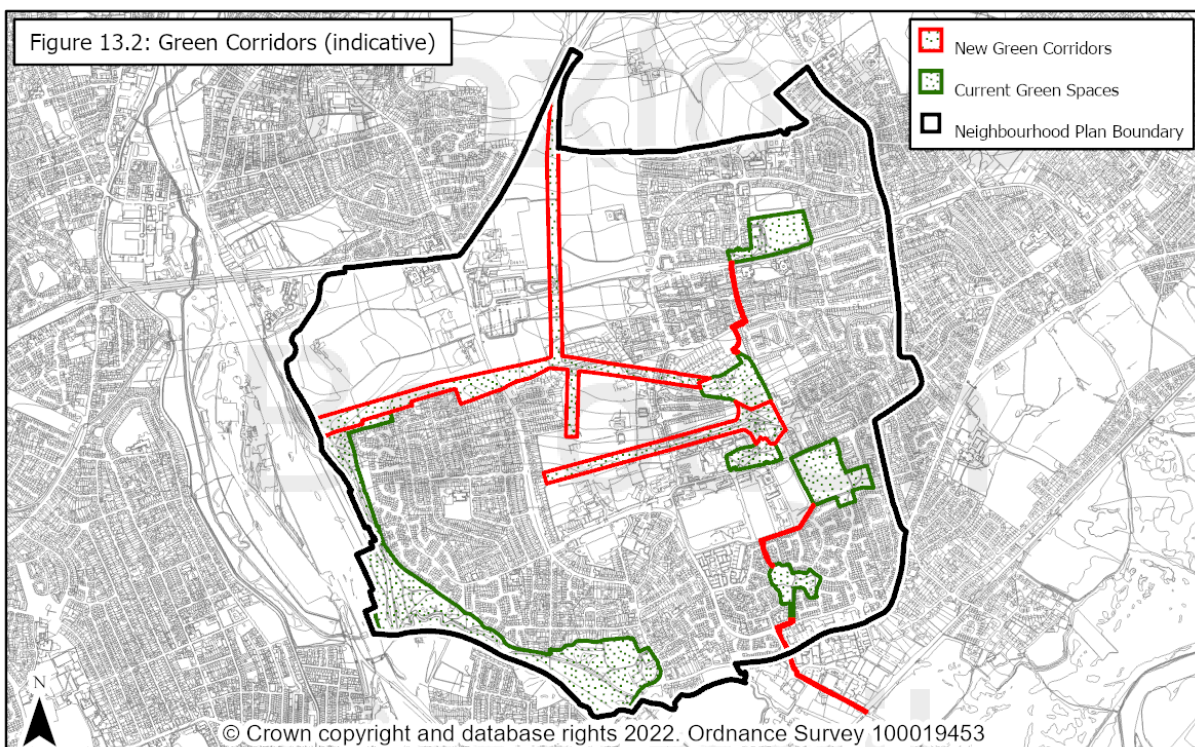 Figure 13.2: Green Corridors (indicative)
New Green Corridors
Current Green Spaces
Neighbourhood Plan Boundary
N
© Crown copyright and database rights 2022. Ordnance Survey 100019453